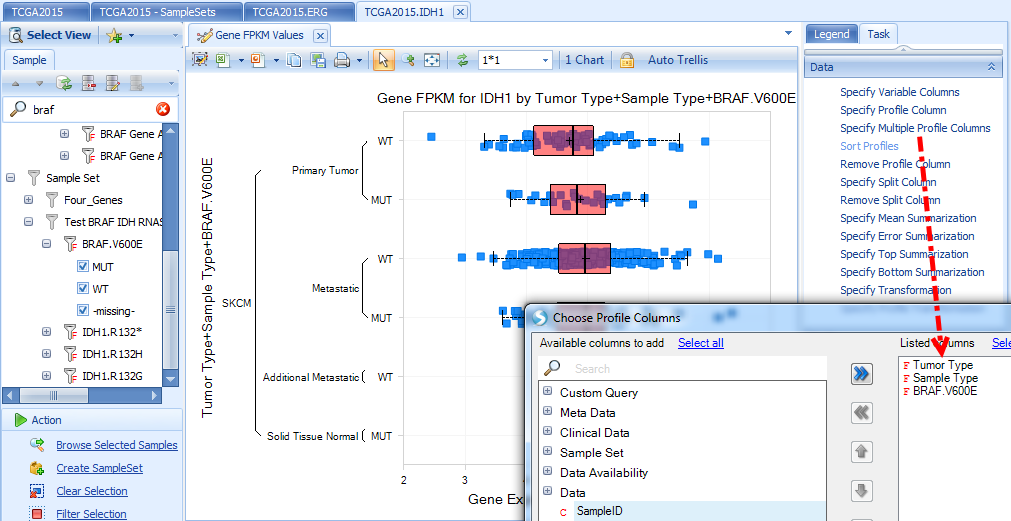 TCGA2015
TCGA2015 - SampleSets
TCGA2015.ERG
TCGA2015.IDH1
Select View
Sample
braf
BRAF Gene A
BRAF Gene A
Sample Set
Four_Genes
Test BRAF IDH RNAS
BRAF.V600E
MUT
WT
-missing-
IDH1.R132*
IDH1.R132H
IDH1.R132G
Action
Browse Selected Samples
Create SampleSet
Clear Selection
Filter Selection
Gene FPKM Values
1*1
1 Chart
Auto Trellis
Gene FPKM for IDH1 by Tumor Type+Sample Type+BRAF.V600E
Tumor Type+Sample Type+BRAF.V600E
SKCM
Primary Tumor
WT
MUT
Metastatic
WT
MUT
Additional Metastatic
WT
Solid Tissue Normal
MUT
2
3
Gene Ex
Legend
Task
Data
Specify Variable Columns
Specify Profile Column
Specify Multiple Profile Columns
Sort Profiles
Remove Profile Column
Specify Split Column
Remove Split Column
Specify Mean Summarization
Specify Error Summarization
Specify Top Summarization
Specify Bottom Summarization
Specify Transformation
Choose Profile Columns
Available columns to add
Select all
Search
Custom Query
Meta Data
Clinical Data
Sample Set
Data Availability
Data
SampleID
Listed columns
Sele
Tumor Type
Sample Type
BRAF.V600E